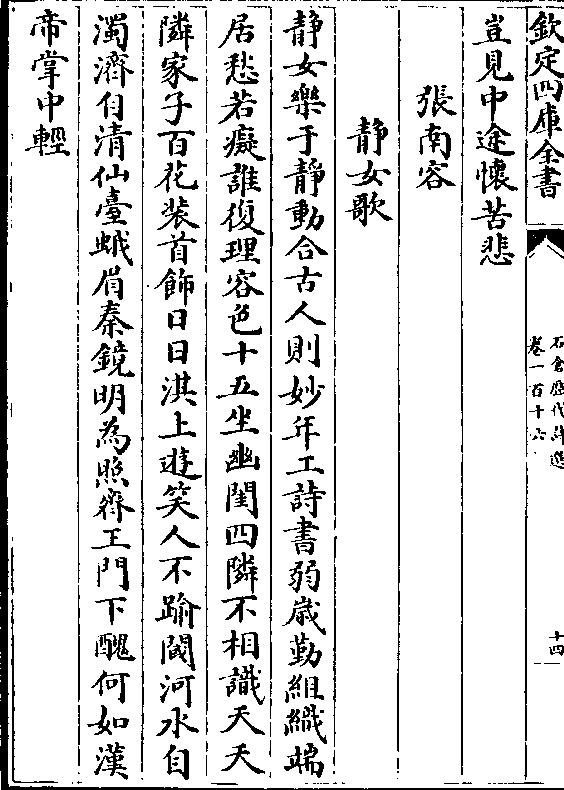 欽定四庫全書
石倉歷代詩選
卷一百十六
十四
豈見中途懷苦悲
張南容
靜女歌
靜女樂于靜動合古人則妙年工詩書弱歲勤組織端
居愁若癡誰復理容色十五坐幽閨四隣不相識天天
隣家子百花裝首飾日日淇上遊笑人不踰閾河水自
濁濟自清仙臺蛾眉秦鏡明為照齊王門下醜何如漢
帝掌中輕